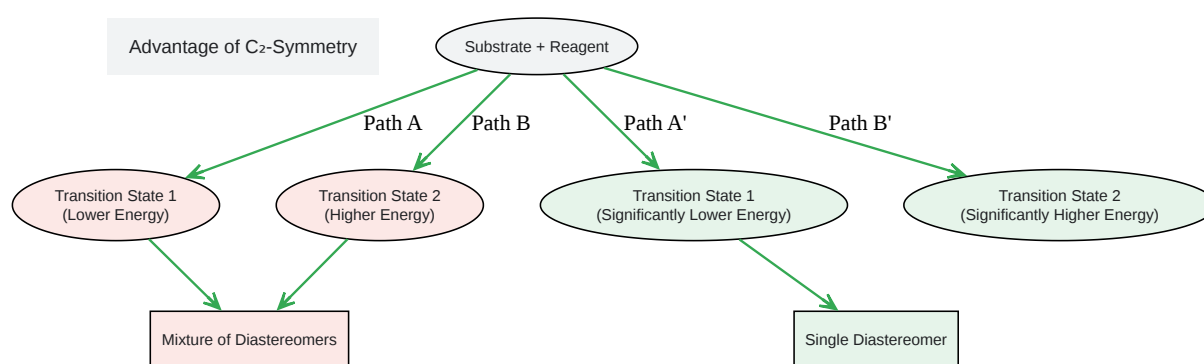 Advantage of C₂-Symmetry
Substrate + Reagent
Path A
Path B
Path A'
Path B'
Transition State 1
(Lower Energy)
Transition State 2
(Higher Energy)
Transition State 1
(Significantly Lower Energy)
Transition State 2
(Significantly Higher Energy)
Mixture of Diastereomers
Single Diastereomer